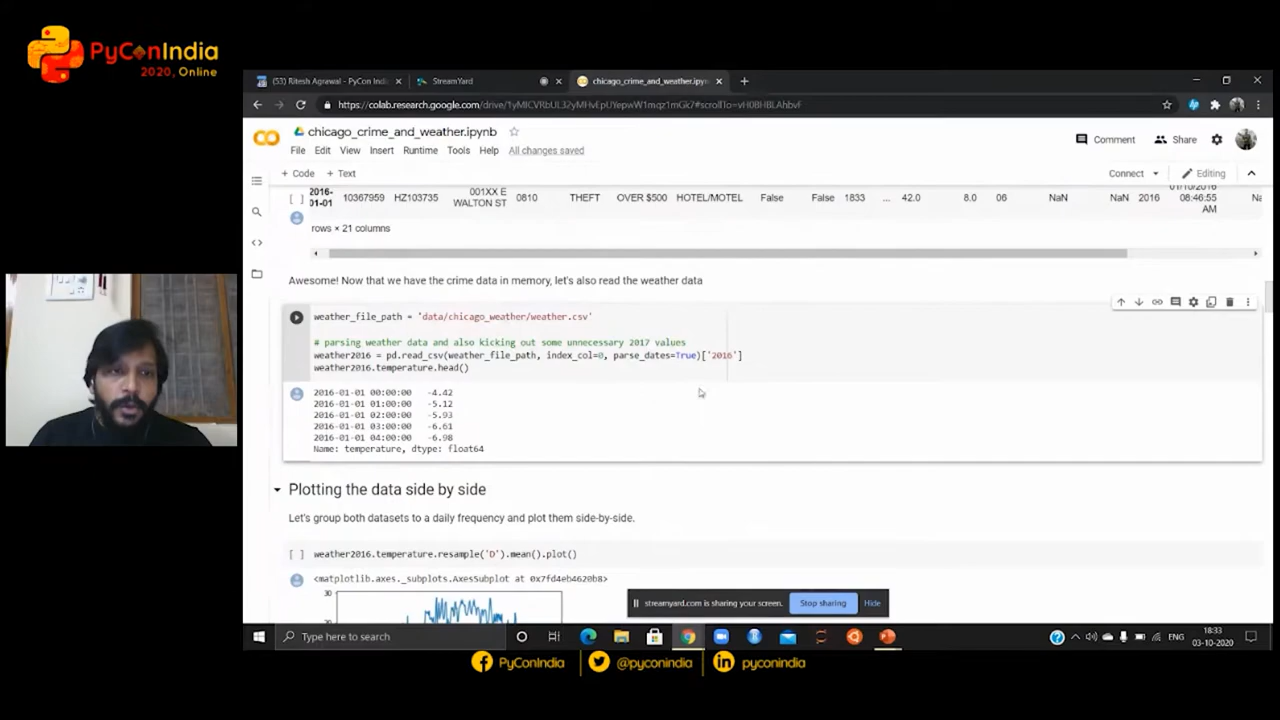 PyConIndia
2020, Online
(53) Ritesh Agrawal - PyCon Indi
StreamYard
chicago_crime_and_weather.ipyn
chicago_crime_and_weather.ipynb
File Edit View Insert Runtime Tools Help All changes saved
Comment Share
+ Code + Text
Connect Editing
2016-01-01 10367959 HZ103735 001XX E WALTON ST 0810 THEFT OVER $500 HOTEL/MOTEL False False 1833 ... 42.0 8.0 06 NaN NaN 2016 01/10/2016 08:46:55 AM Na
rows × 21 columns
Awesome! Now that we have the crime data in memory, let's also read the weather data
weather_file_path = 'data/chicago_weather/weather.csv'
# parsing weather data and also kicking out some unnecessary 2017 values
weather2016 = pd.read_csv(weather_file_path, index_col=0, parse_dates=True)['2016']
weather2016.temperature.head()
2016-01-01 00:00:00 -4.42
2016-01-01 01:00:00 -5.12
2016-01-01 02:00:00 -5.93
2016-01-01 03:00:00 -6.61
2016-01-01 04:00:00 -6.98
Name: temperature, dtype: float64
Plotting the data side by side
Let's group both datasets to a daily frequency and plot them side-by-side.
[ ] weather2016.temperature.resample('D').mean().plot()
<matplotlib.axes._subplots.AxesSubplot at 0x7fd4eb4620b8>
30
streamyard.com is sharing your screen. Stop sharing Hide
Type here to search
ENG
18:33
03-10-2020
PyConIndia @pyconindia pyconindia